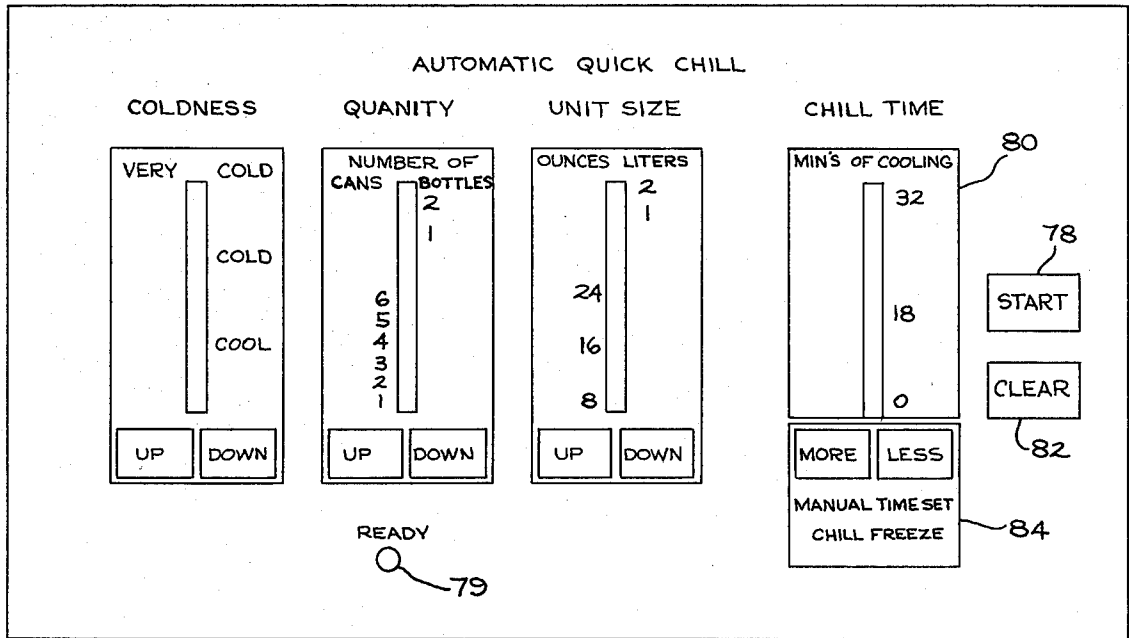 AUTOMATIC QUICK CHILL
COLDNESS QUANITY UNIT SIZE CHILL TIME
VERY COLD
COLD
COOL
UP DOWN
NUMBER OF
CANS BOTTLES
2
1
6
5
4
3
2
1
UP DOWN
OUNCES LITERS
2
1
24
16
8
UP DOWN
MIN'S OF COOLING
32
18
0
MORE LESS
MANUAL TIME SET
CHILL FREEZE
80
78
START
CLEAR
82
84
READY
79